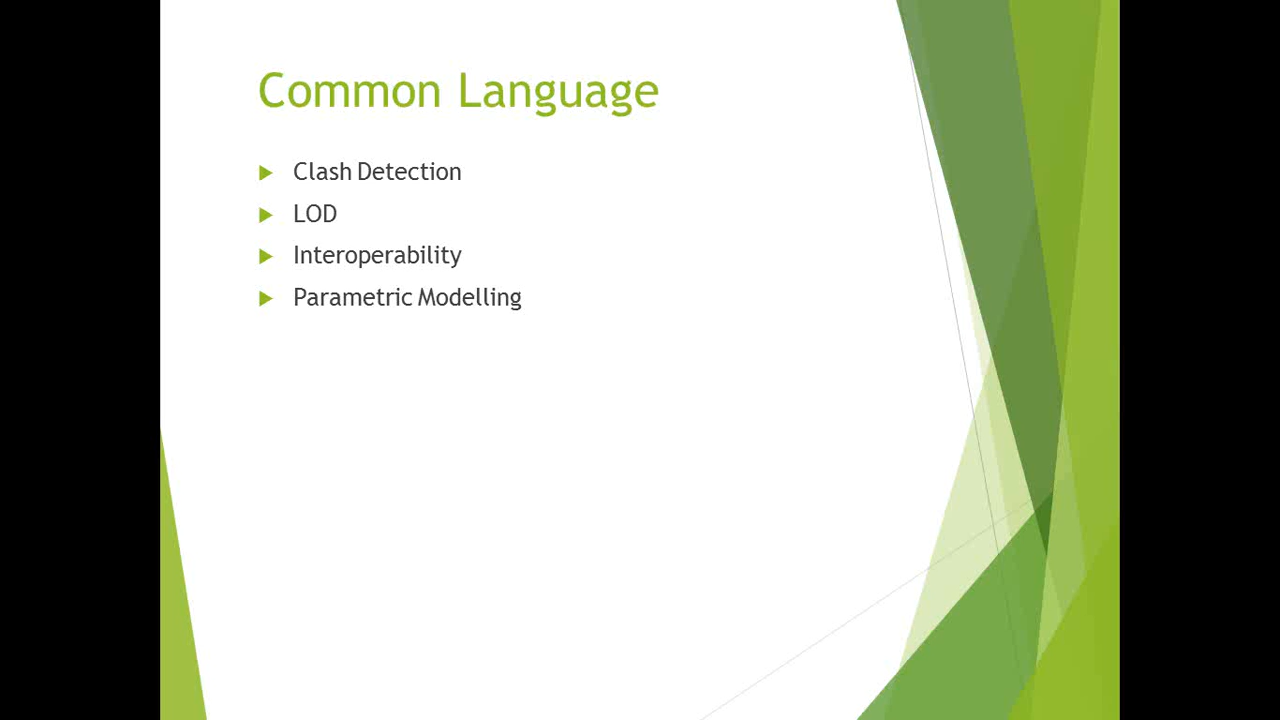 Common Language
Clash Detection
LOD
Interoperability
Parametric Modelling